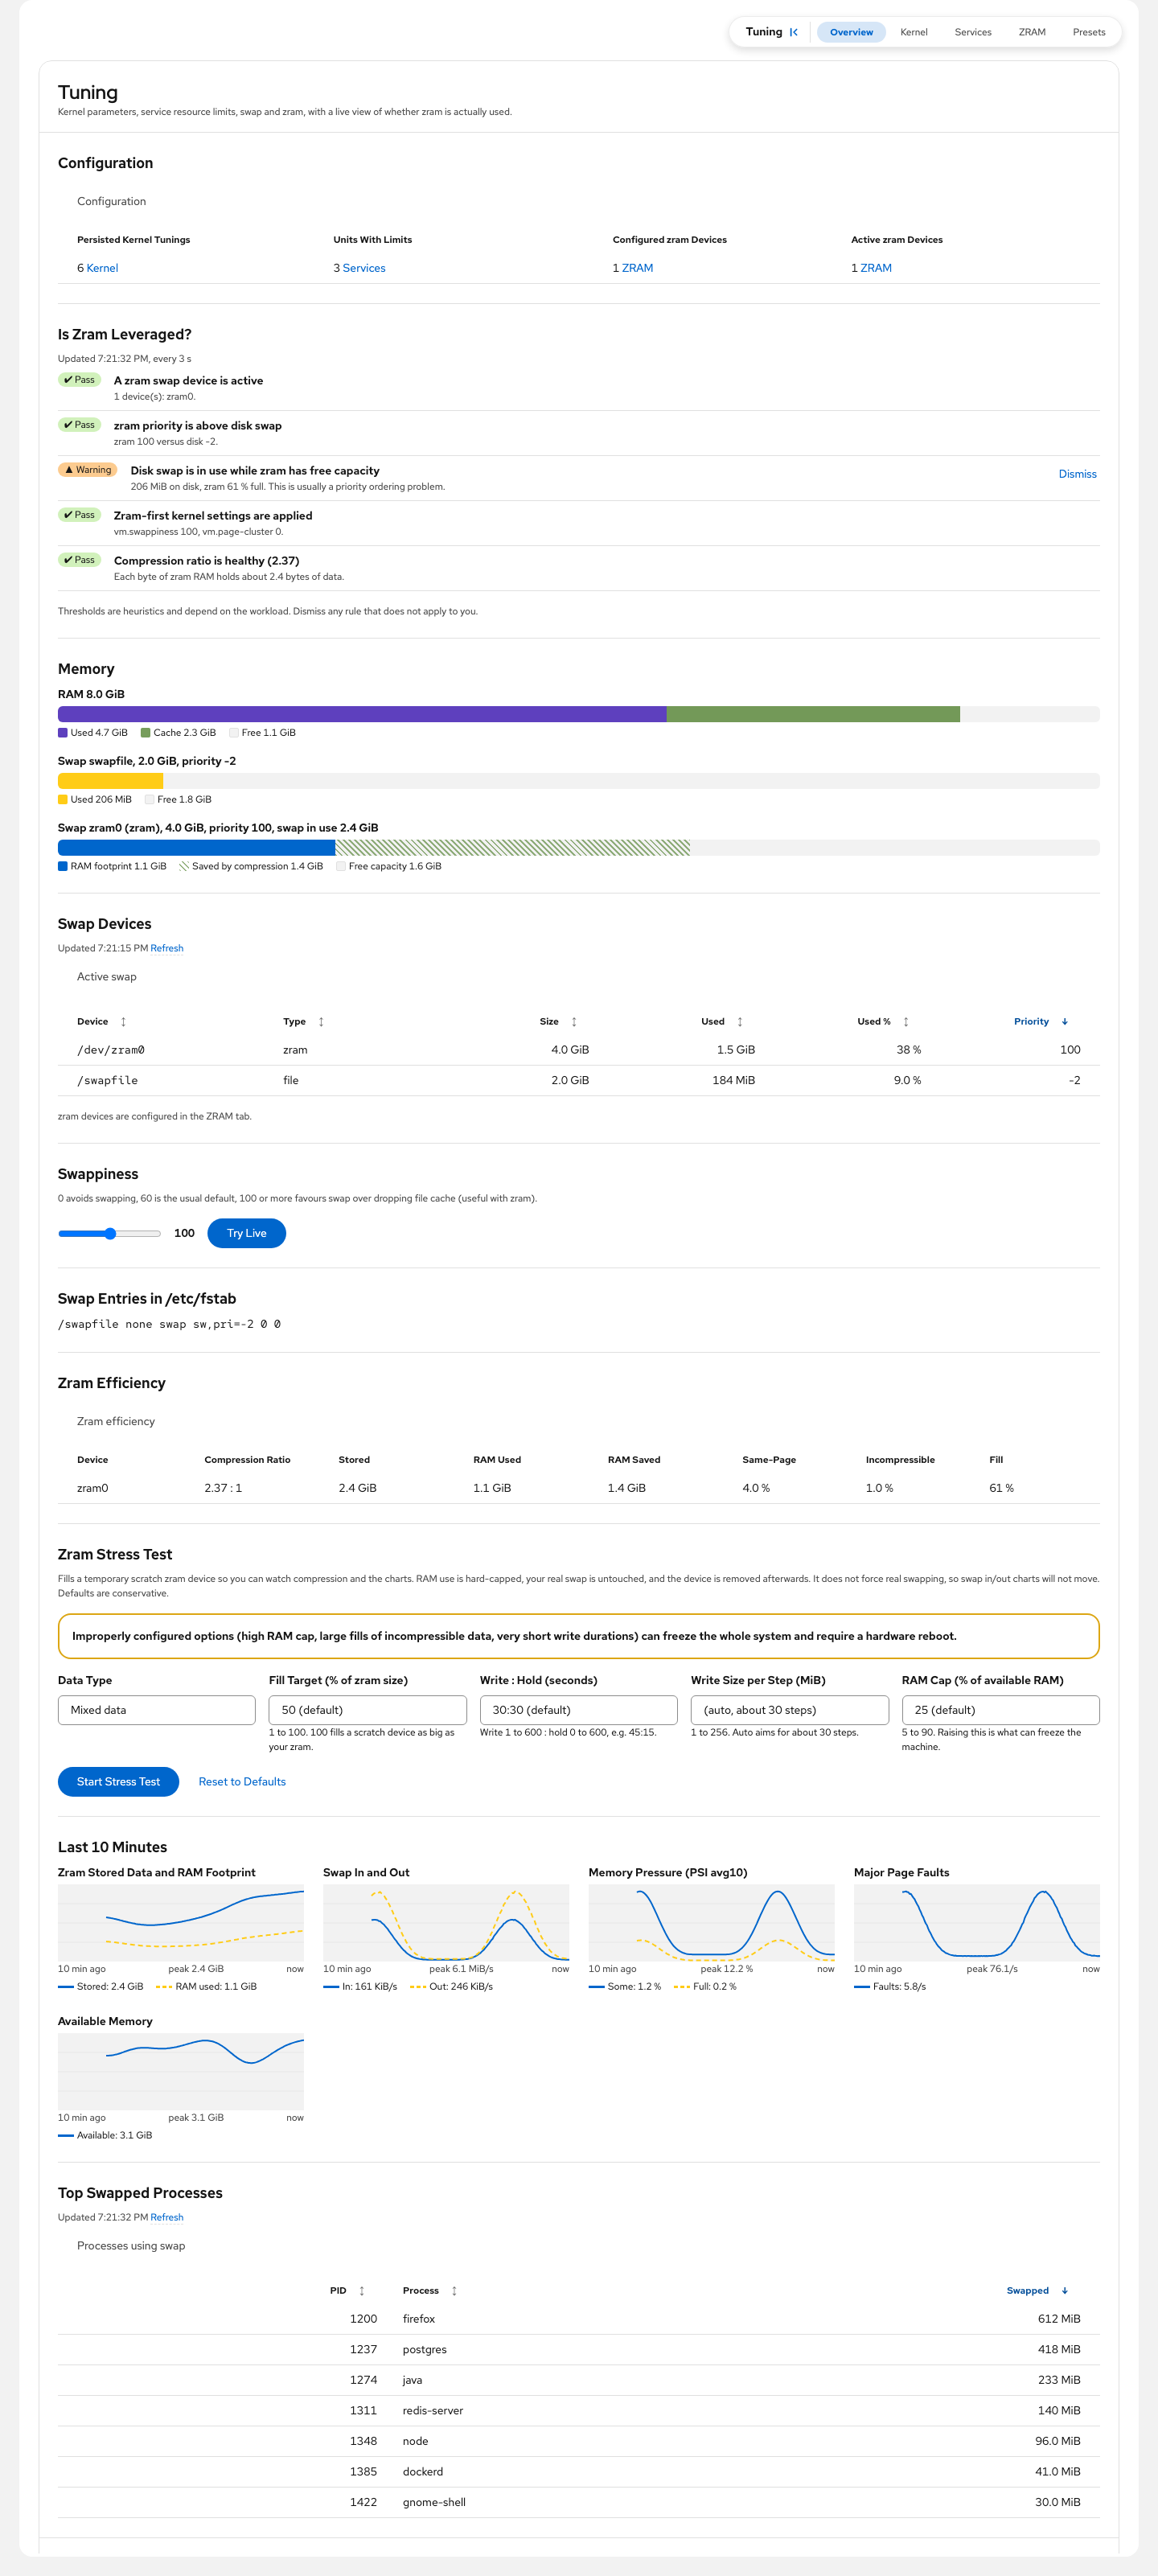 Tuning
Overview
Kernel
Services
ZRAM
Presets
Tuning
Kernel parameters, service resource limits, swap and zram, with a live view of whether zram is actually used.
Configuration
Configuration
Persisted Kernel Tunings Units With Limits Configured zram Devices Active zram Devices
6 Kernel 3 Services 1 ZRAM 1 ZRAM
Is Zram Leveraged?
Updated 7:21:32 PM, every 3 s
Pass A zram swap device is active
1 device(s): zram0.
Pass zram priority is above disk swap
zram 100 versus disk -2.
Warning Disk swap is in use while zram has free capacity
206 MiB on disk, zram 61 % full. This is usually a priority ordering problem.
Dismiss
Pass Zram-first kernel settings are applied
vm.swappiness 100, vm.page-cluster 0.
Pass Compression ratio is healthy (2.37)
Each byte of zram RAM holds about 2.4 bytes of data.
Thresholds are heuristics and depend on the workload. Dismiss any rule that does not apply to you.
Memory
RAM 8.0 GiB
Used 4.7 GiB Cache 2.3 GiB Free 1.1 GiB
Swap swapfile, 2.0 GiB, priority -2
Used 206 MiB Free 1.8 GiB
Swap zram0 (zram), 4.0 GiB, priority 100, swap in use 2.4 GiB
RAM footprint 1.1 GiB Saved by compression 1.4 GiB Free capacity 1.6 GiB
Swap Devices
Updated 7:21:15 PM Refresh
Active swap
Device Type Size Used Used % Priority
/dev/zram0 zram 4.0 GiB 1.5 GiB 38 % 100
/swapfile file 2.0 GiB 184 MiB 9.0 % -2
zram devices are configured in the ZRAM tab.
Swappiness
0 avoids swapping, 60 is the usual default, 100 or more favours swap over dropping file cache (useful with zram).
100 Try Live
Swap Entries in /etc/fstab
/swapfile none swap sw,pri=-2 0 0
Zram Efficiency
Zram efficiency
Device Compression Ratio Stored RAM Used RAM Saved Same-Page Incompressible Fill
zram0 2.37 : 1 2.4 GiB 1.1 GiB 1.4 GiB 4.0 % 1.0 % 61 %
Zram Stress Test
Fills a temporary scratch zram device so you can watch compression and the charts. RAM use is hard-capped, your real swap is untouched, and the device is removed afterwards. It does not force real swapping, so swap in/out charts will not move.
Defaults are conservative.
Improperly configured options (high RAM cap, large fills of incompressible data, very short write durations) can freeze the whole system and require a hardware reboot.
Data Type Fill Target (% of zram size) Write : Hold (seconds) Write Size per Step (MiB) RAM Cap (% of available RAM)
Mixed data 50 (default) 30:30 (default) (auto, about 30 steps) 25 (default)
1 to 100. 100 fills a scratch device as big as
your zram.
Write 1 to 600 : hold 0 to 600, e.g. 45:15.
1 to 256. Auto aims for about 30 steps.
5 to 90. Raising this is what can freeze the
machine.
Start Stress Test Reset to Defaults
Last 10 Minutes
Zram Stored Data and RAM Footprint
10 min ago peak 2.4 GiB now
Stored: 2.4 GiB RAM used: 1.1 GiB
Swap In and Out
10 min ago peak 6.1 MiB/s now
In: 161 KiB/s Out: 246 KiB/s
Memory Pressure (PSI avg10)
10 min ago peak 12.2 % now
Some: 1.2 % Full: 0.2 %
Major Page Faults
10 min ago peak 76.1/s now
Faults: 5.8/s
Available Memory
10 min ago peak 3.1 GiB now
Available: 3.1 GiB
Top Swapped Processes
Updated 7:21:32 PM Refresh
Processes using swap
PID Process Swapped
1200 firefox 612 MiB
1237 postgres 418 MiB
1274 java 233 MiB
1311 redis-server 140 MiB
1348 node 96.0 MiB
1385 dockerd 41.0 MiB
1422 gnome-shell 30.0 MiB